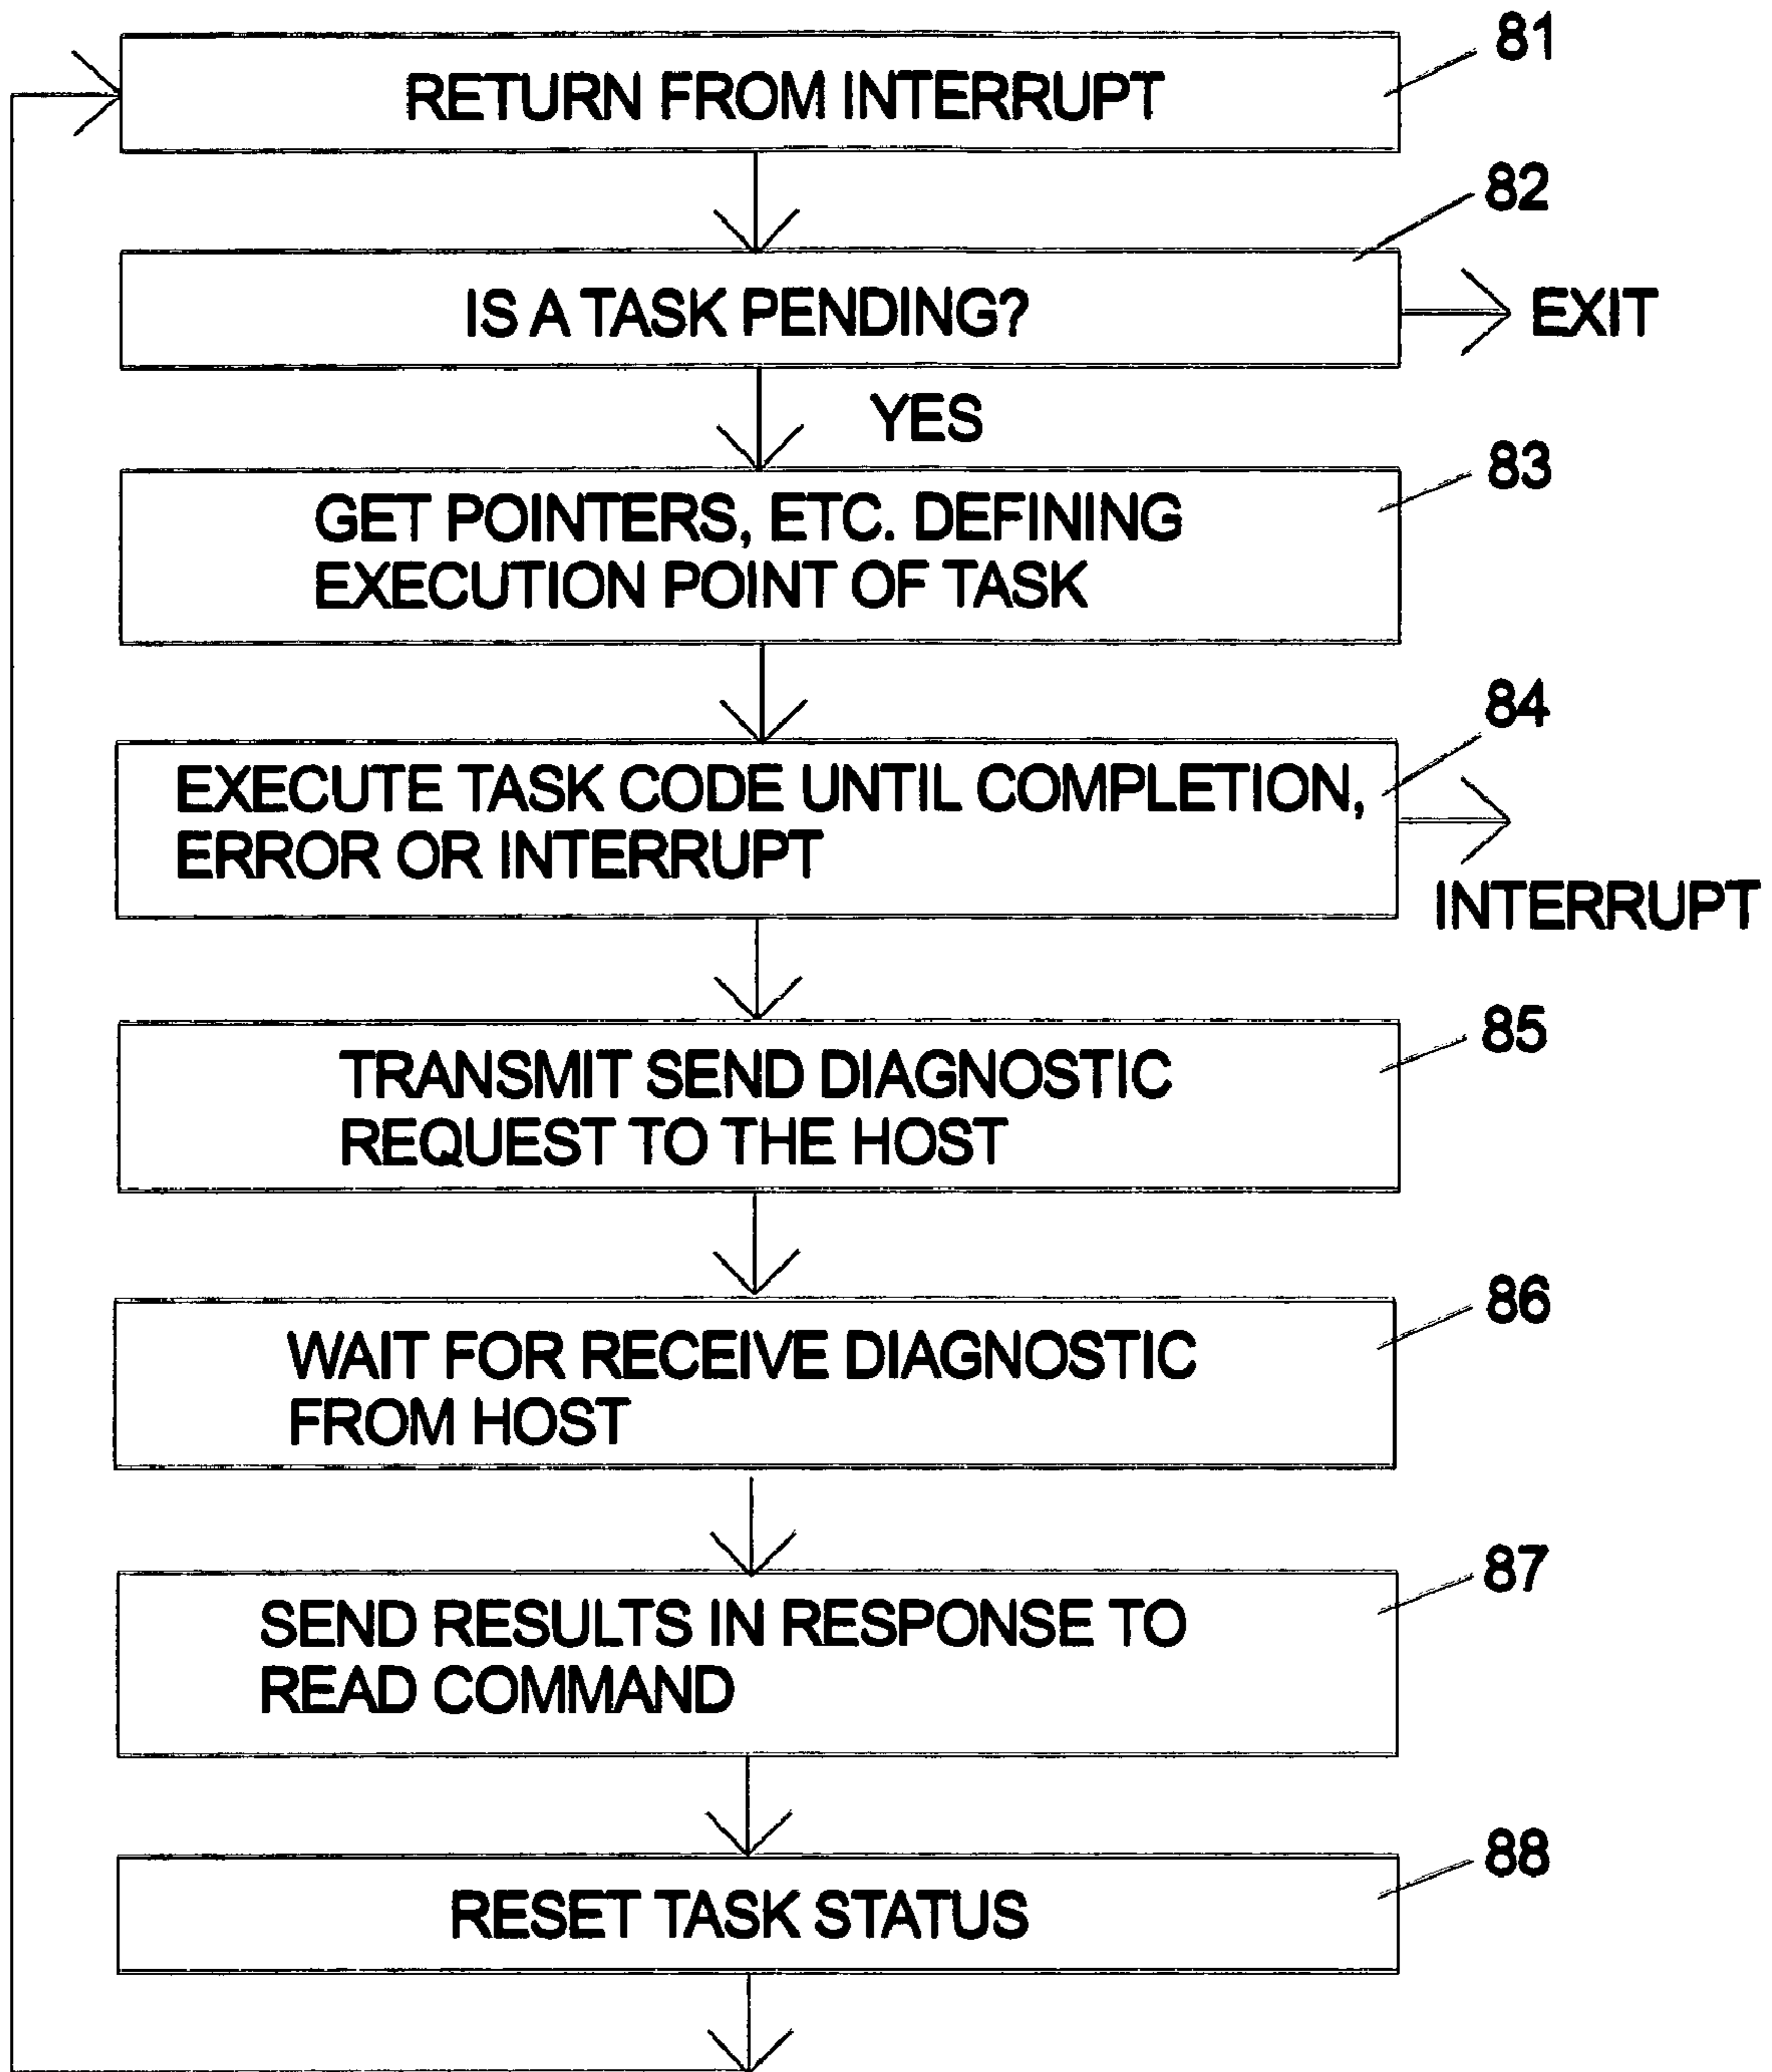 81
RETURN FROM INTERRUPT
82
IS A TASK PENDING?
EXIT
YES
83
GET POINTERS, ETC. DEFINING
EXECUTION POINT OF TASK
84
EXECUTE TASK CODE UNTIL COMPLETION,
ERROR OR INTERRUPT
INTERRUPT
85
TRANSMIT SEND DIAGNOSTIC
REQUEST TO THE HOST
86
WAIT FOR RECEIVE DIAGNOSTIC
FROM HOST
87
SEND RESULTS IN RESPONSE TO
READ COMMAND
88
RESET TASK STATUS